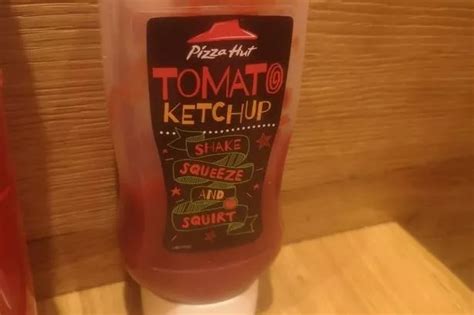 Pizza Hut
TOMATO
KETCHUP
SHAKE
SQUEEZE
AND
SQUIRT